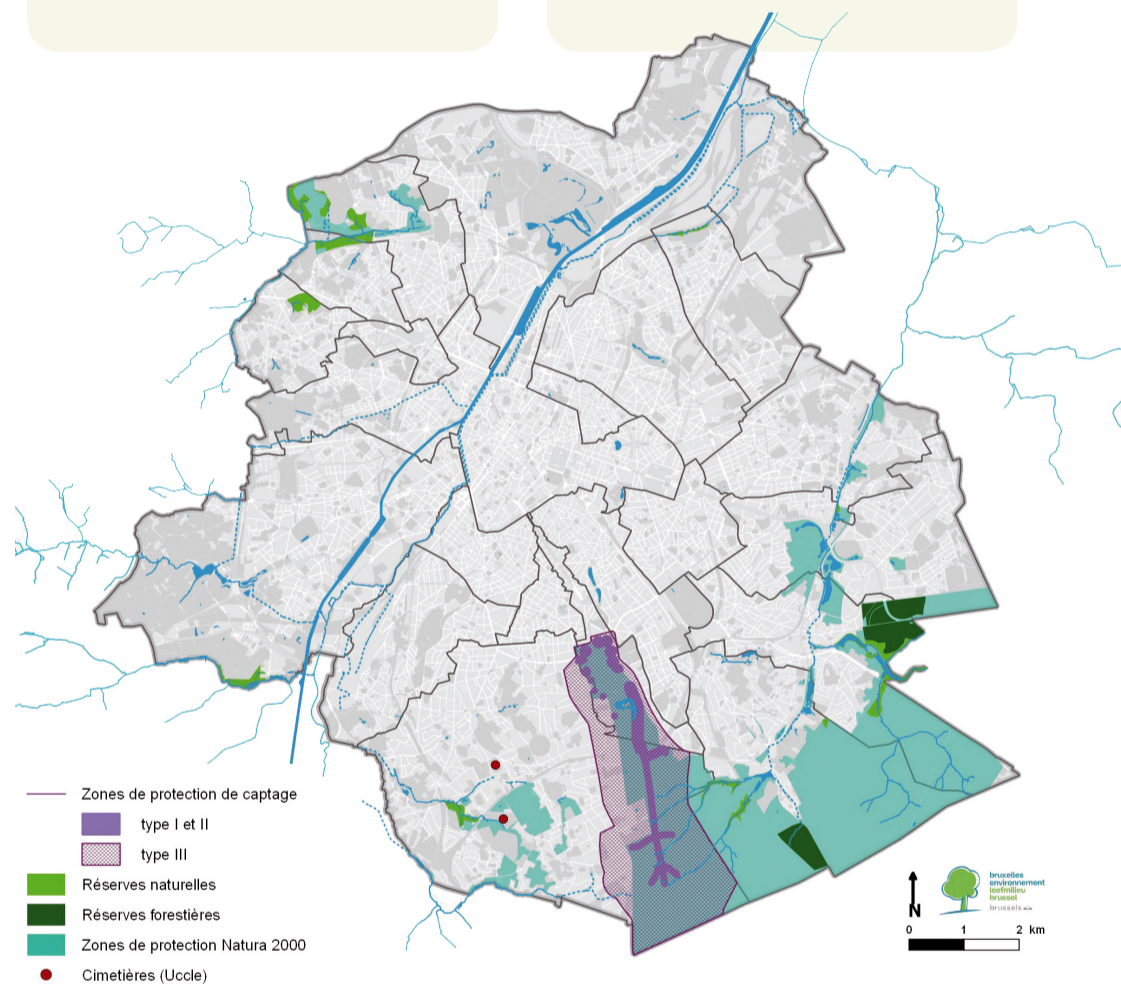 Zones de protection de captage
type I et II
type III
Réserves naturelles
Réserves forestières
Zones de protection Natura 2000
Cimetières (Uccle)
N
bruxelles
environnement
leefmilieu
brussel
.brussels
0 1 2 km